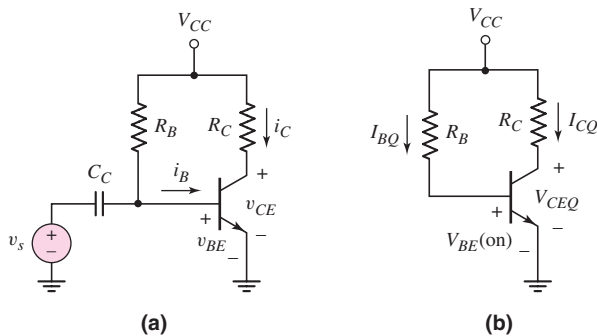 V_CC
R_B
R_C
i_C
C_C
i_B
+
v_CE
−
+
v_BE
−
v_s
+
−
(a)
V_CC
I_BQ
R_B
R_C
I_CQ
+
V_CEQ
−
+
V_BE(on)
−
(b)